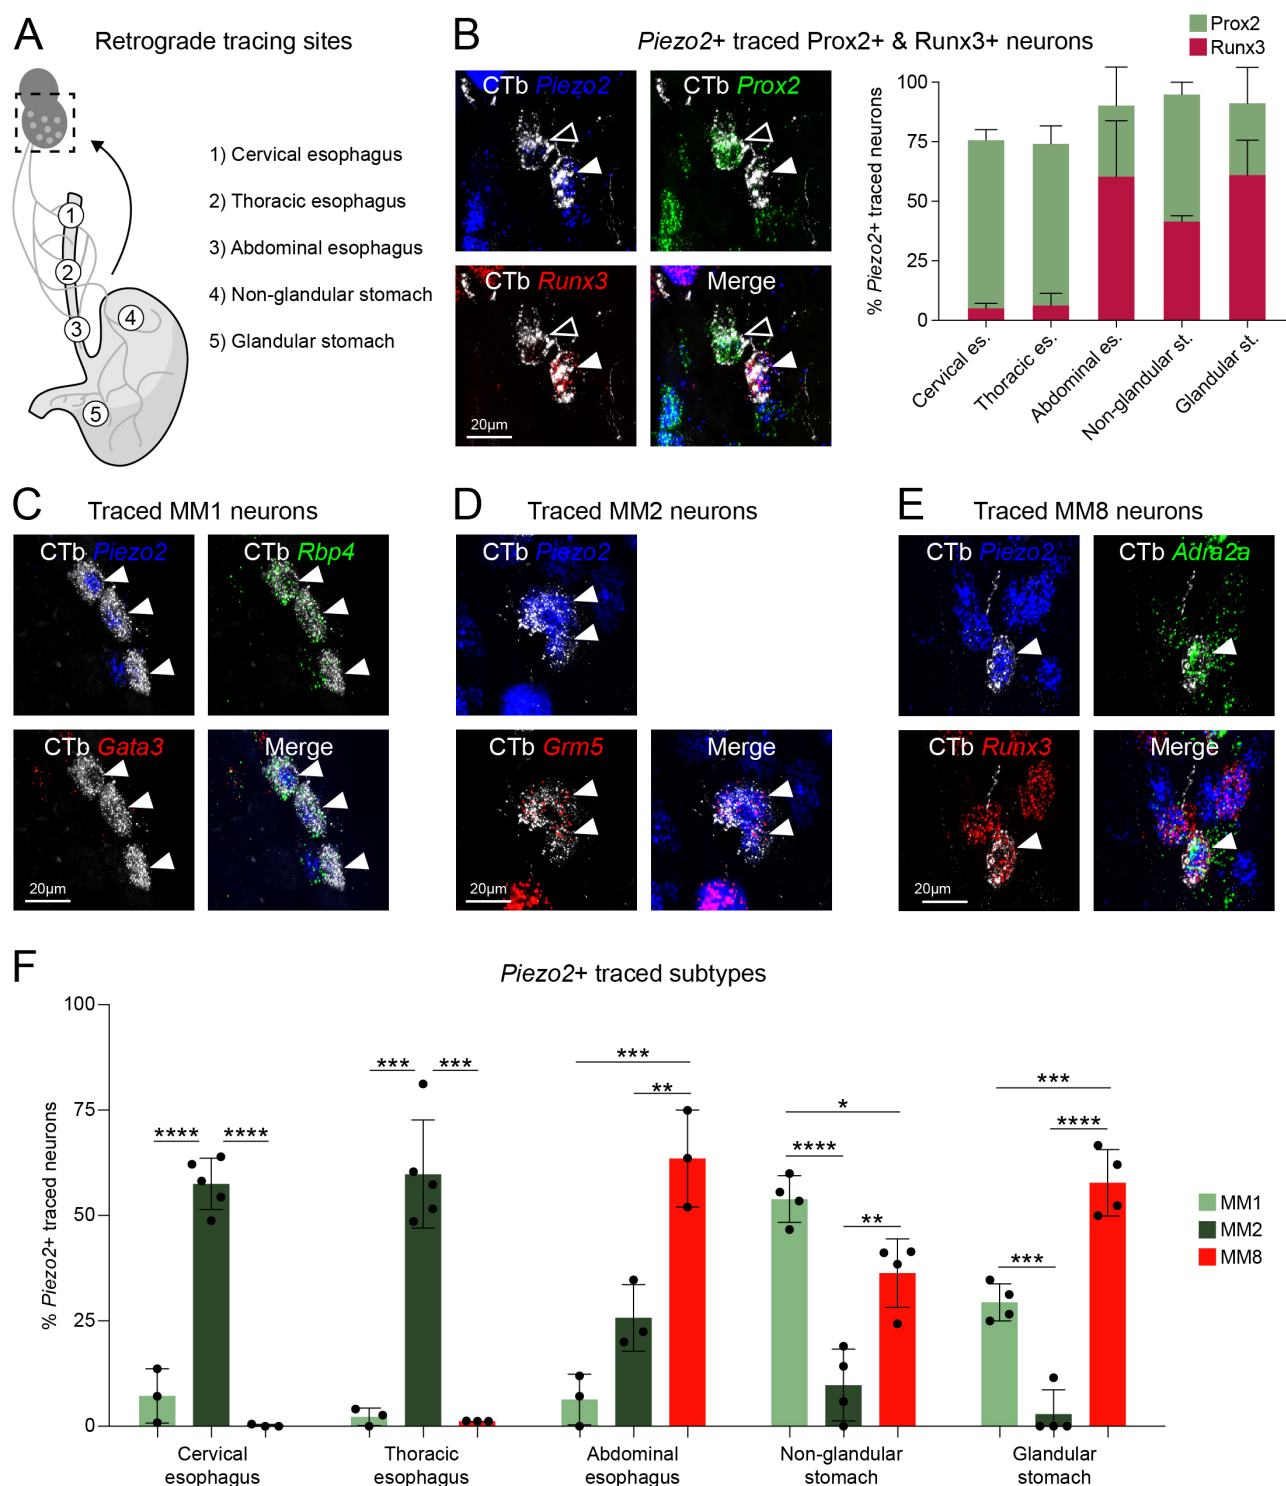 A
Retrograde tracing sites
1
2
3
4
5
1) Cervical esophagus
2) Thoracic esophagus
3) Abdominal esophagus
4) Non-glandular stomach
5) Glandular stomach
B
Piezo2+ traced Prox2+ & Runx3+ neurons
CTb Piezo2
CTb Prox2
CTb Runx3
Merge
20µm
Prox2
Runx3
% Piezo2+ traced neurons
100
75
50
25
0
Cervical es.
Thoracic es.
Abdominal es.
Non-glandular st.
Glandular st.
C
Traced MM1 neurons
CTb Piezo2
CTb Rbp4
CTb Gata3
Merge
20µm
D
Traced MM2 neurons
CTb Piezo2
CTb Grm5
Merge
20µm
E
Traced MM8 neurons
CTb Piezo2
CTb Adra2a
CTb Runx3
Merge
20µm
F
Piezo2+ traced subtypes
% Piezo2+ traced neurons
100
75
50
25
0
**** ****
*** ***
***
**
*
****
**
***
****
***
MM1
MM2
MM8
Cervical
esophagus
Thoracic
esophagus
Abdominal
esophagus
Non-glandular
stomach
Glandular
stomach